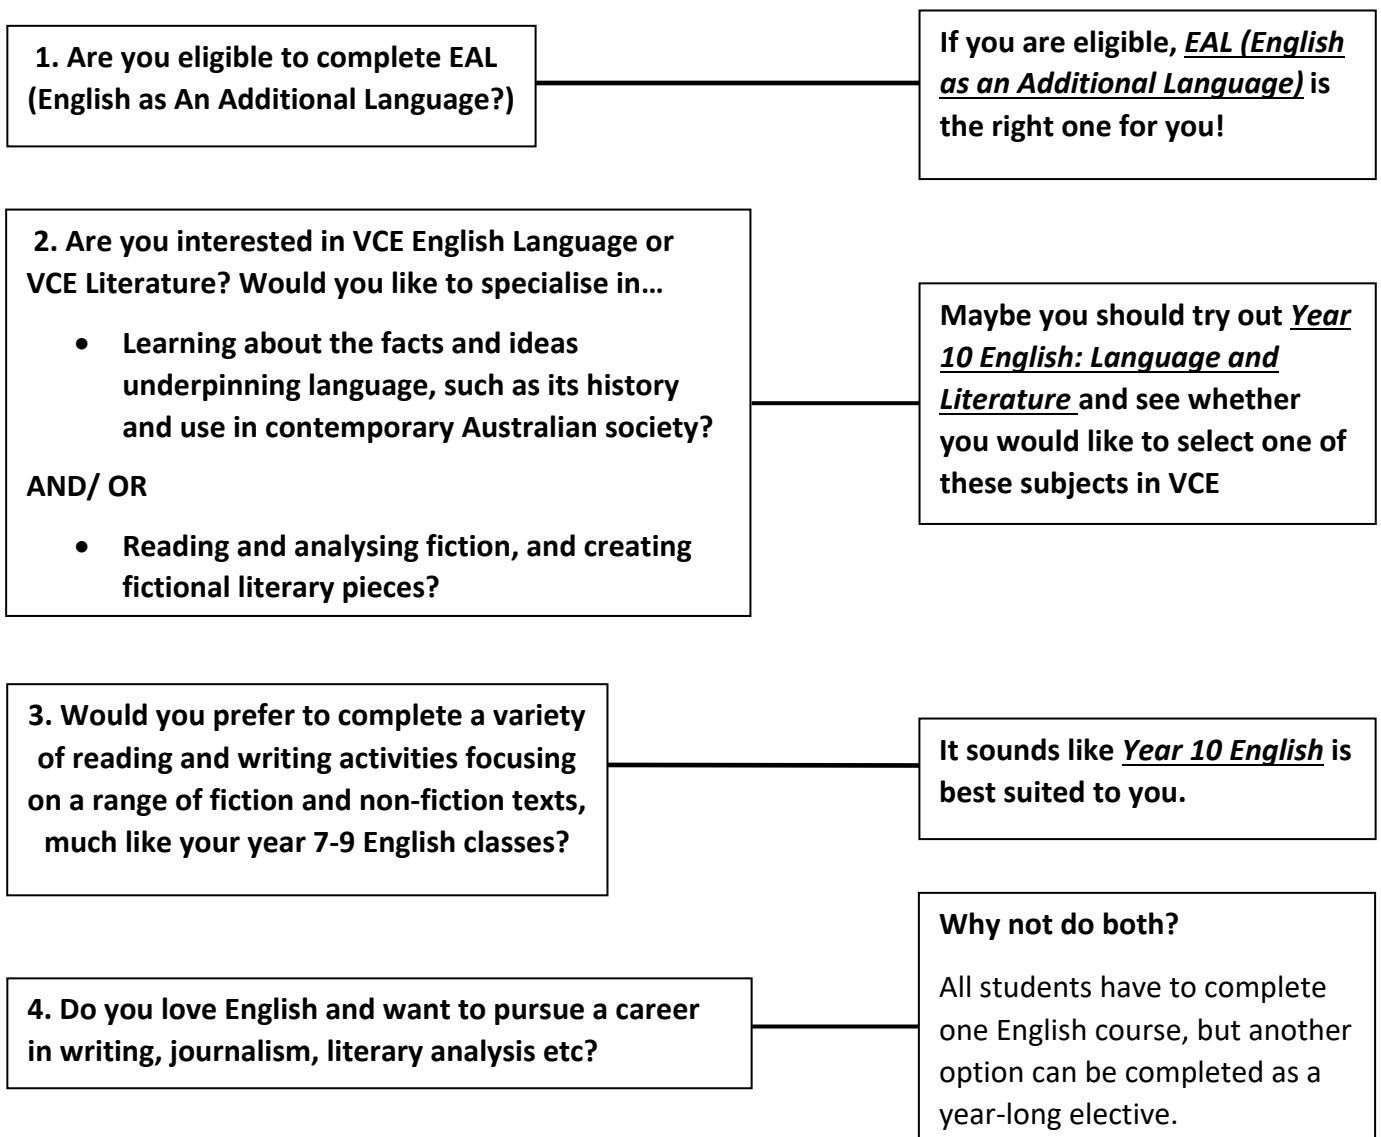 1. Are you eligible to complete EAL
(English as An Additional Language?)
If you are eligible, EAL (English
as an Additional Language) is
the right one for you!
2. Are you interested in VCE English Language or
VCE Literature? Would you like to specialise in…
• Learning about the facts and ideas
underpinning language, such as its history
and use in contemporary Australian society?
AND/ OR
• Reading and analysing fiction, and creating
fictional literary pieces?
Maybe you should try out Year
10 English: Language and
Literature and see whether
you would like to select one of
these subjects in VCE
3. Would you prefer to complete a variety
of reading and writing activities focusing
on a range of fiction and non-fiction texts,
much like your year 7-9 English classes?
It sounds like Year 10 English is
best suited to you.
4. Do you love English and want to pursue a career
in writing, journalism, literary analysis etc?
Why not do both?
All students have to complete
one English course, but another
option can be completed as a
year-long elective.